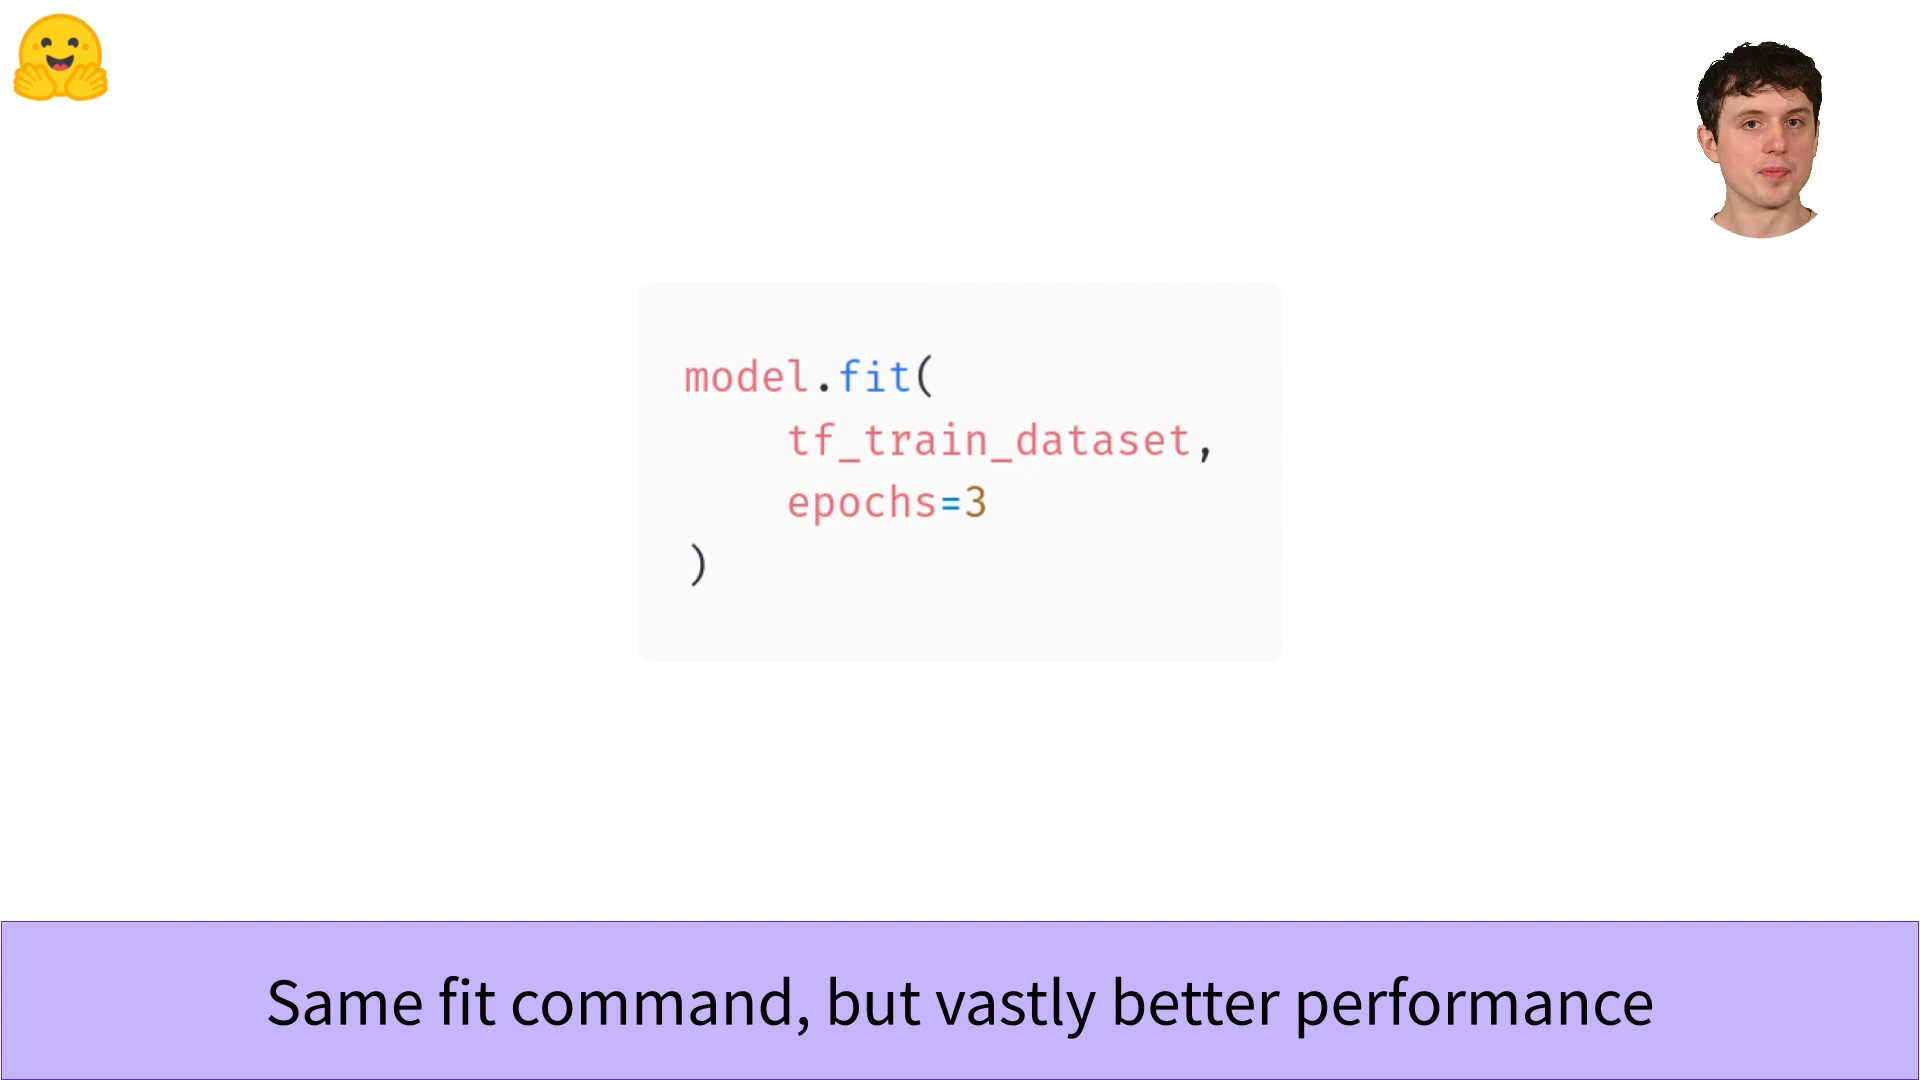 model.fit(
    tf_train_dataset,
    epochs=3
)
Same fit command, but vastly better performance